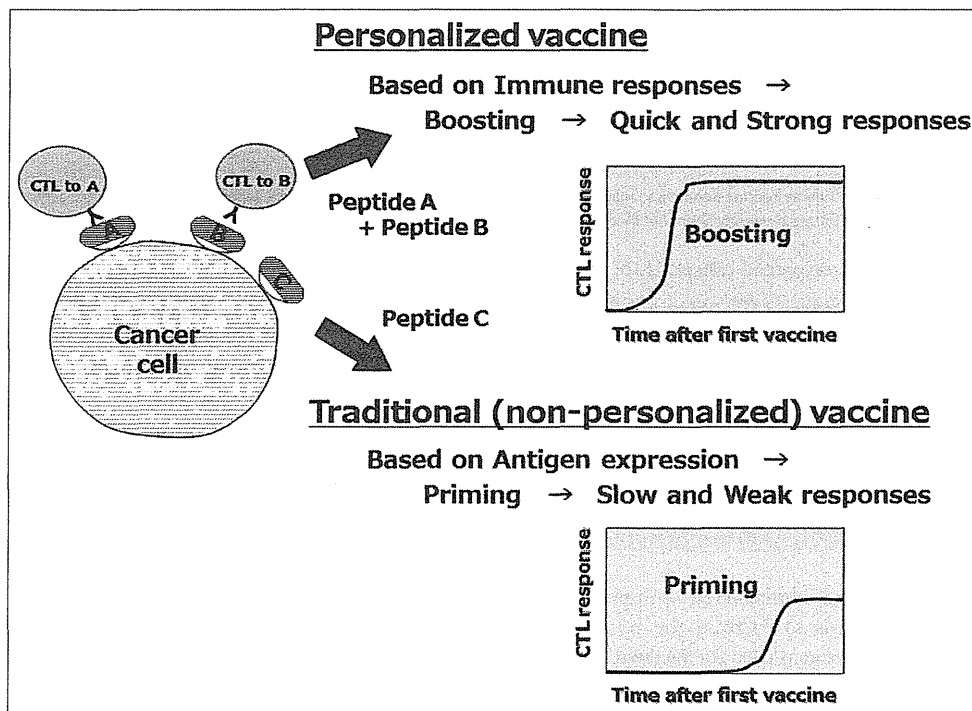 Personalized vaccine
Based on Immune responses →
Boosting → Quick and Strong responses
CTL to A
CTL to B
A
B
C
Cancer
cell
Peptide A
+ Peptide B
CTL response
Boosting
Time after first vaccine
Peptide C
Traditional (non-personalized) vaccine
Based on Antigen expression →
Priming → Slow and Weak responses
CTL response
Priming
Time after first vaccine